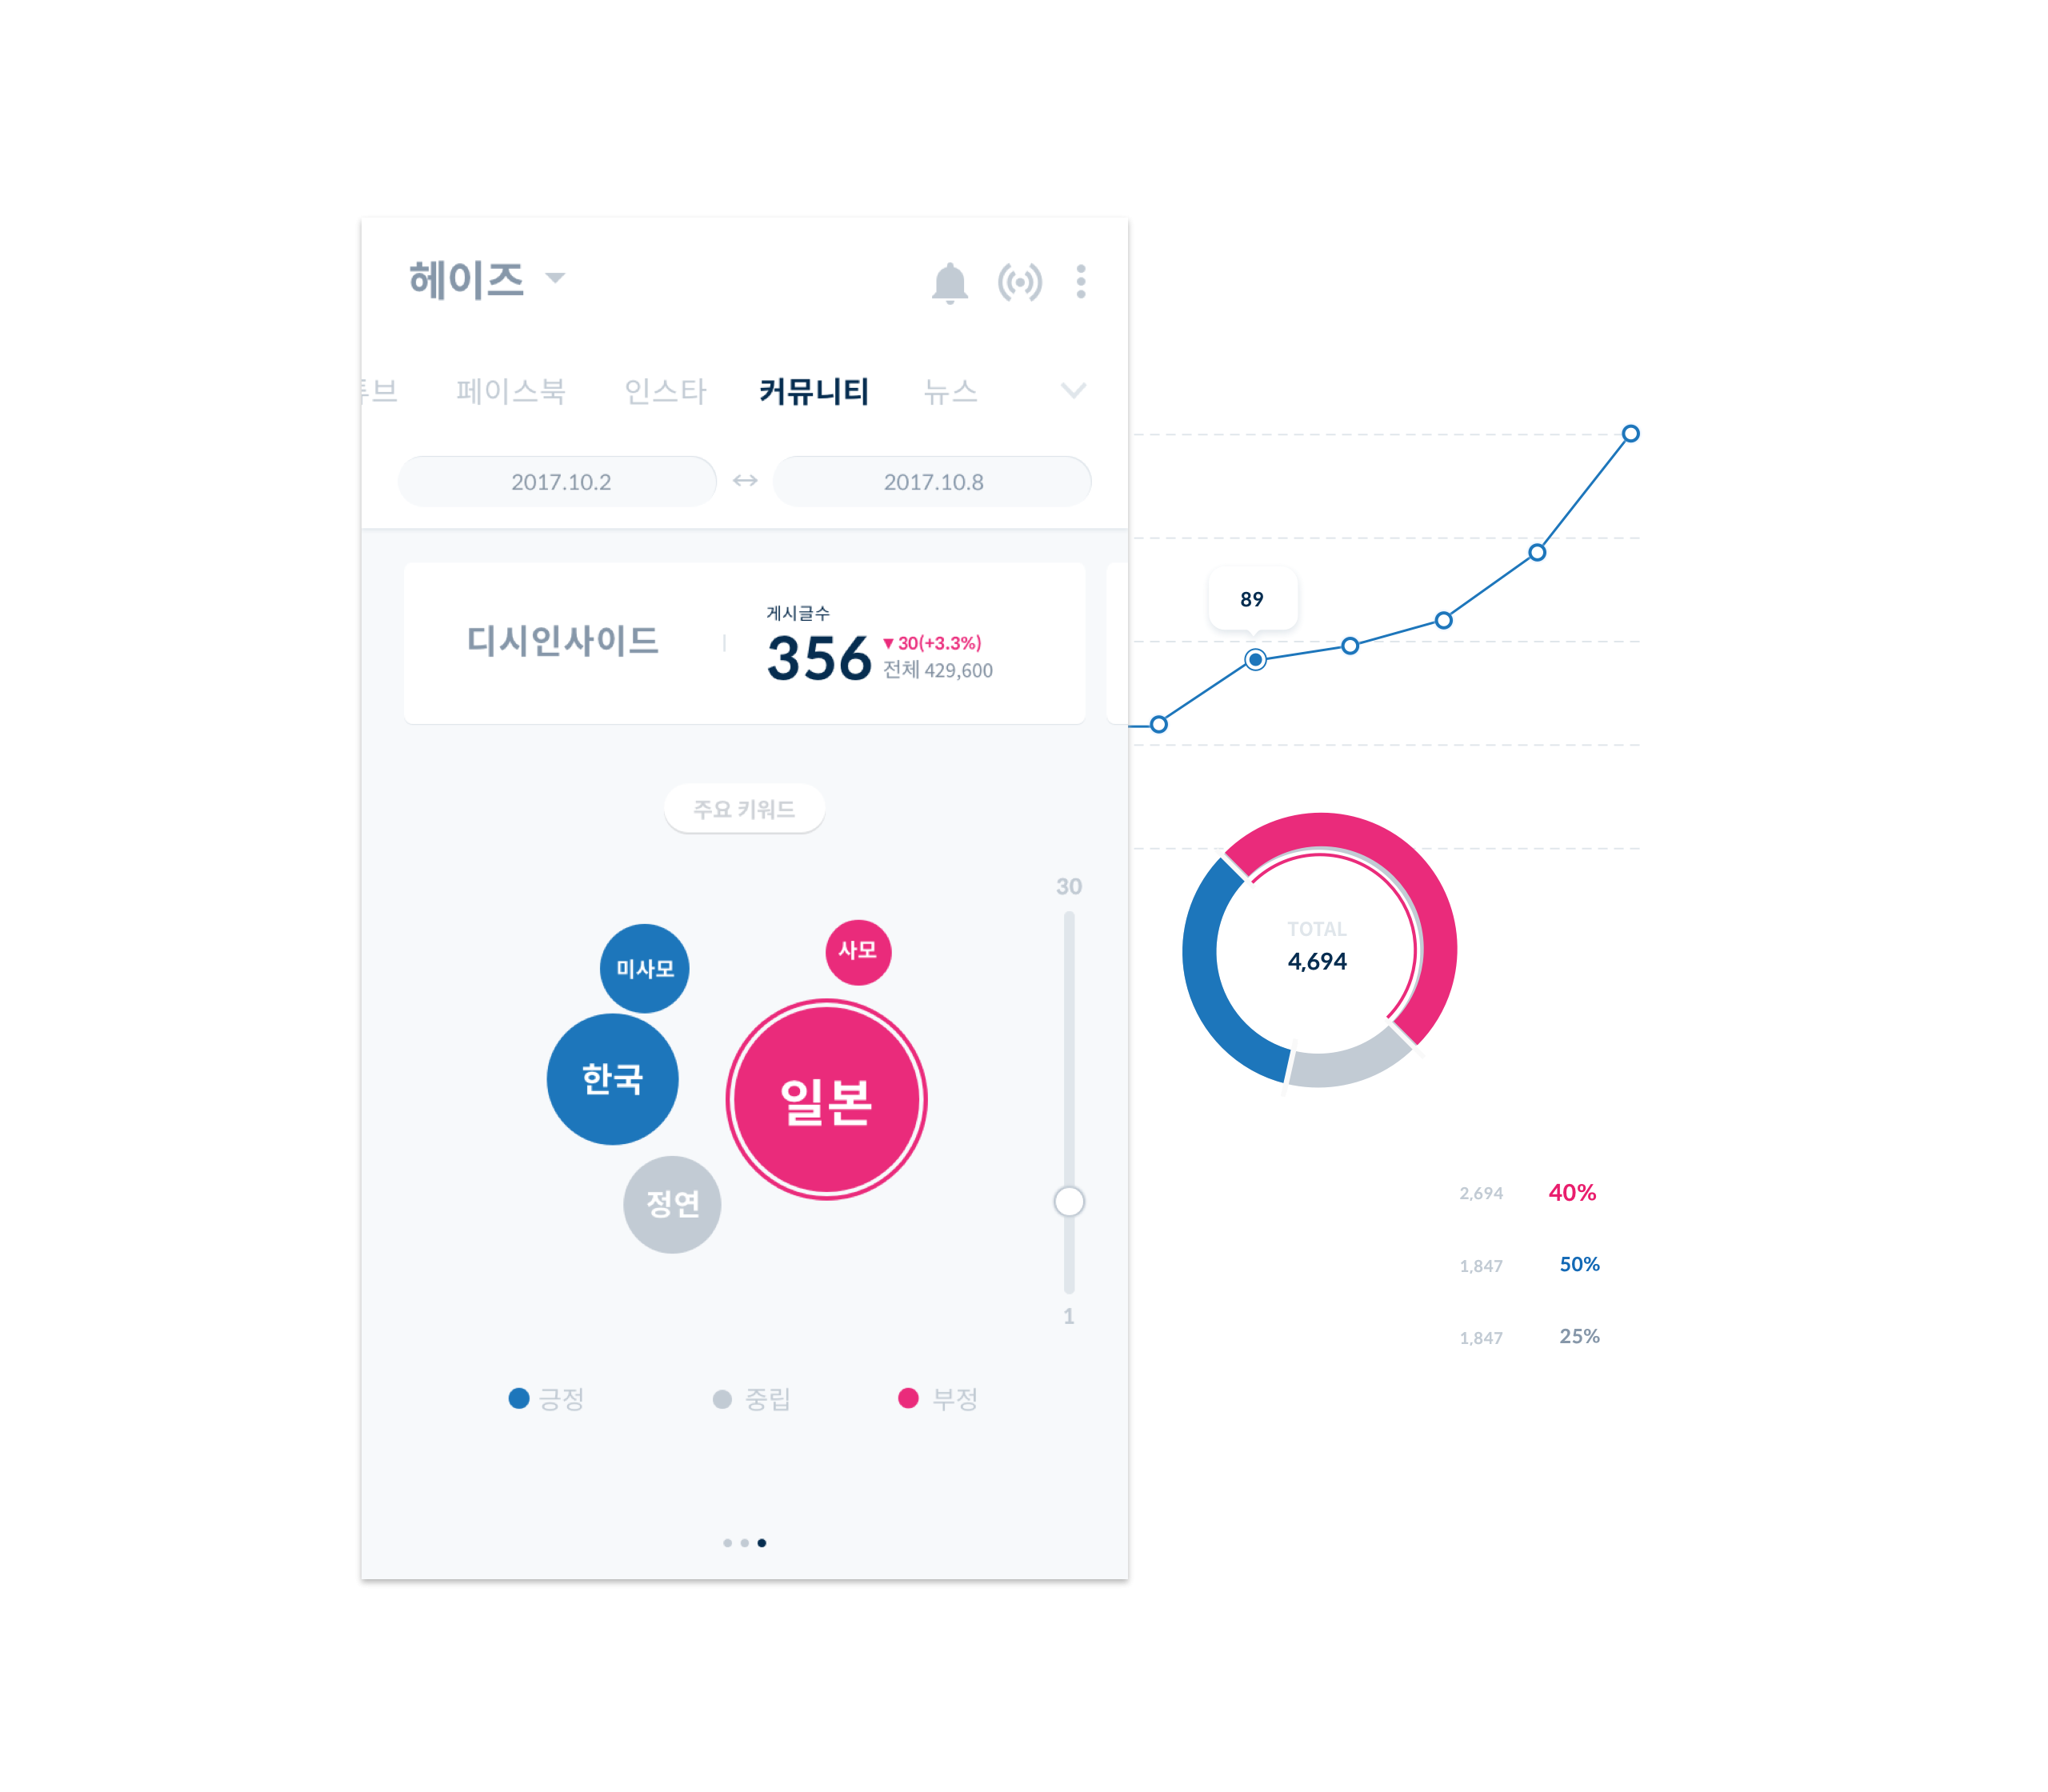 헤이즈
브 페이스북 인스타 커뮤니티 뉴스
2017.10.2 ↔ 2017.10.8
디시인사이드
게시글수
356 ▼30(+3.3%)
전체 429,600
주요 키워드
30
미사모
사모
한국
일본
정연
1
긍정 중립 부정
89
TOTAL
4,694
2,694 40%
1,847 50%
1,847 25%